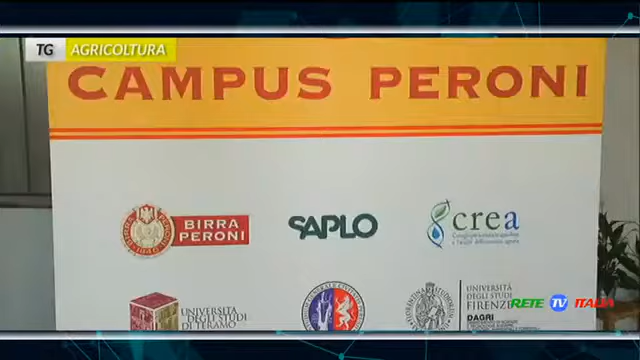 TG AGRICOLTURA
CAMPUS PERONI
BIRRA
PERONI
SAPLO
crea
UNIVERSITÀ
DEGLI STUDI
DI TERAMO
UNIVERSITÀ
DEGLI STUDI
FIRENZE
DAGRI
RETE TV ITALIA